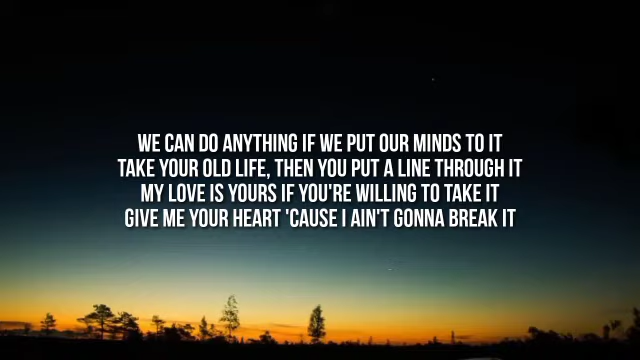 WE CAN DO ANYTHING IF WE PUT OUR MINDS TO IT
TAKE YOUR OLD LIFE, THEN YOU PUT A LINE THROUGH IT
MY LOVE IS YOURS IF YOU'RE WILLING TO TAKE IT
GIVE ME YOUR HEART 'CAUSE I AIN'T GONNA BREAK IT